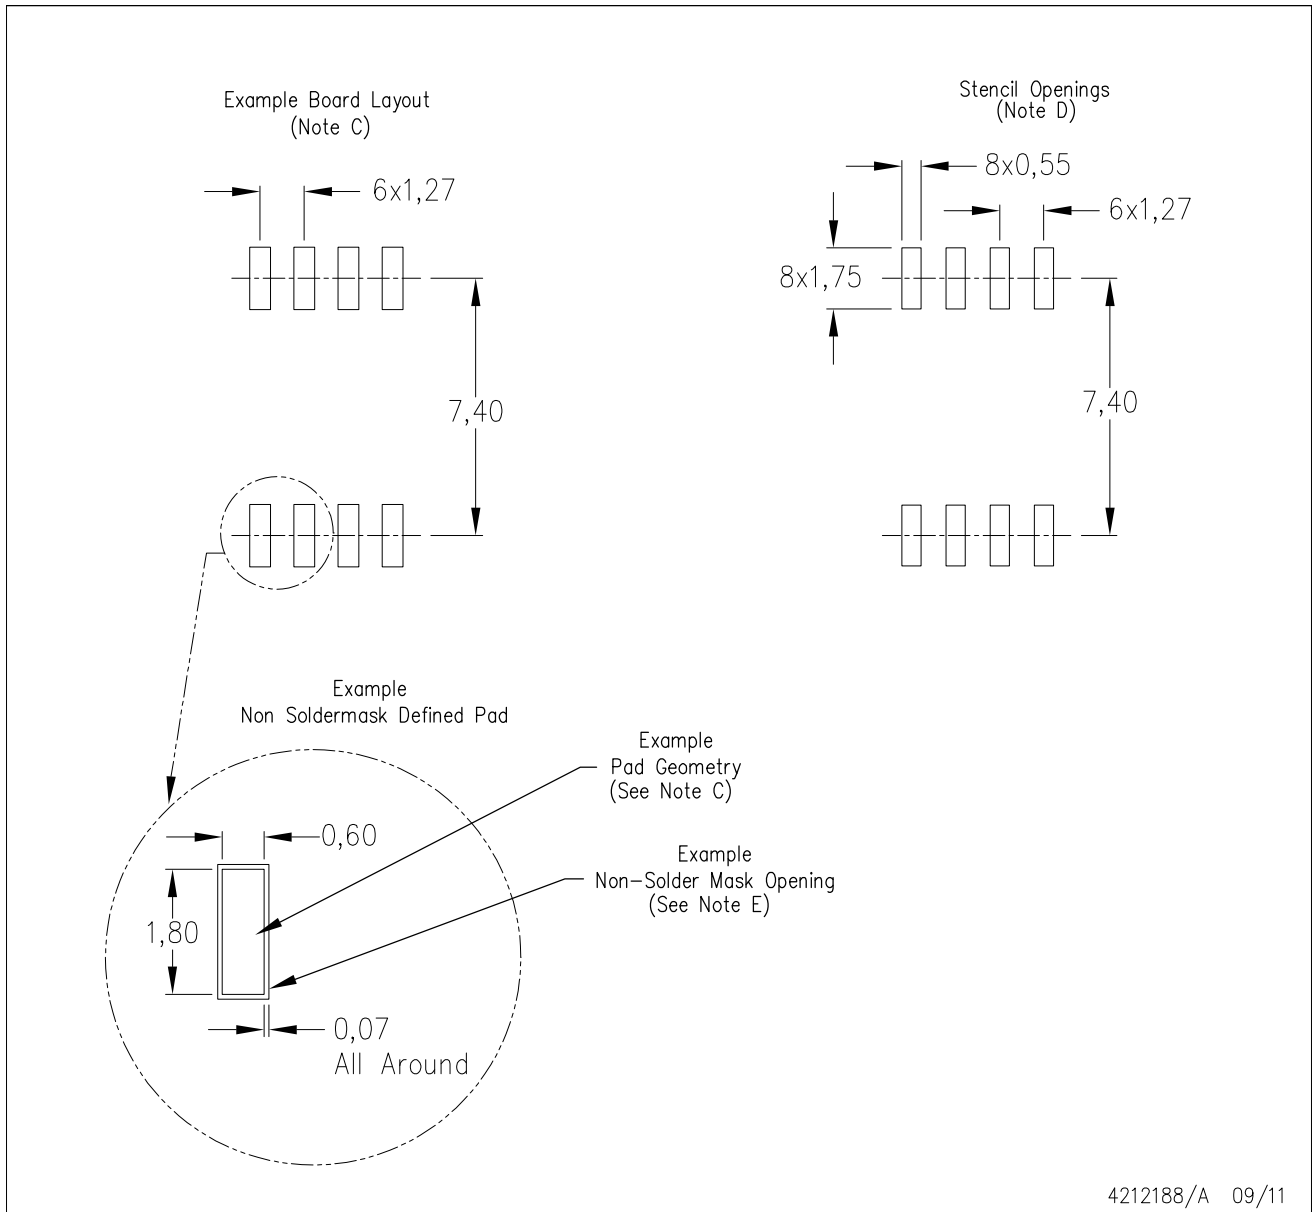 Example Board Layout
(Note C)
6x1,27
7,40
Stencil Openings
(Note D)
8x0,55
6x1,27
8x1,75
7,40
Example
Non Soldermask Defined Pad
Example
Pad Geometry
(See Note C)
Example
Non-Solder Mask Opening
(See Note E)
0,60
1,80
0,07
All Around
4212188/A 09/11